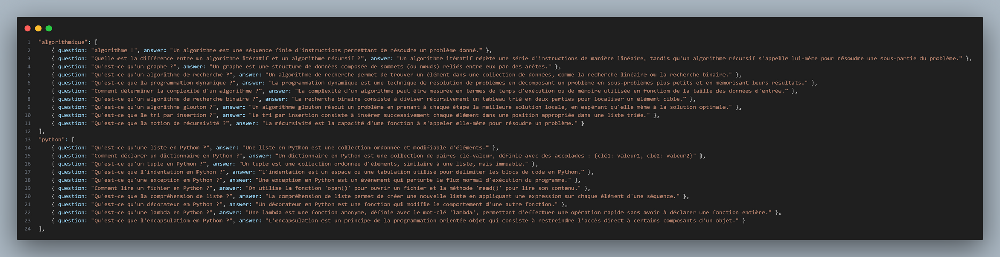 1 "algorithmique": [
2 { question: "algorithme !", answer: "Un algorithme est une séquence finie d'instructions permettant de résoudre un problème donné." },
3 { question: "Quelle est la différence entre un algorithme itératif et un algorithme récursif ?", answer: "Un algorithme itératif répète une série d'instructions de manière linéaire, tandis qu'un algorithme récursif s'appelle lui-même pour résoudre une sous-partie du problème." },
4 { question: "Qu'est-ce qu'un graphe ?", answer: "Un graphe est une structure de données composée de sommets (ou nœuds) reliés entre eux par des arêtes." },
5 { question: "Qu'est-ce qu'un algorithme de recherche ?", answer: "Un algorithme de recherche permet de trouver un élément dans une collection de données, comme la recherche linéaire ou la recherche binaire." },
6 { question: "Qu'est-ce que la programmation dynamique ?", answer: "La programmation dynamique est une technique de résolution de problèmes en décomposant un problème en sous-problèmes plus petits et en mémorisant leurs résultats." },
7 { question: "Comment déterminer la complexité d'un algorithme ?", answer: "La complexité d'un algorithme peut être mesurée en termes de temps d'exécution ou de mémoire utilisée en fonction de la taille des données d'entrée." },
8 { question: "Qu'est-ce qu'un algorithme de recherche binaire ?", answer: "La recherche binaire consiste à diviser récursivement un tableau trié en deux parties pour localiser un élément cible." },
9 { question: "Qu'est-ce qu'un algorithme glouton ?", answer: "Un algorithme glouton résout un problème en prenant à chaque étape la meilleure solution locale, en espérant qu'elle mène à la solution optimale." },
10 { question: "Qu'est-ce que le tri par insertion ?", answer: "Le tri par insertion consiste à insérer successivement chaque élément dans une position appropriée dans une liste triée." },
11 { question: "Qu'est-ce que la notion de récursivité ?", answer: "La récursivité est la capacité d'une fonction à s'appeler elle-même pour résoudre un problème." }
12 ],
13 "python": [
14 { question: "Qu'est-ce qu'une liste en Python ?", answer: "Une liste en Python est une collection ordonnée et modifiable d'éléments." },
15 { question: "Comment déclarer un dictionnaire en Python ?", answer: "Un dictionnaire en Python est une collection de paires clé-valeur, définie avec des accolades : {clé1: valeur1, clé2: valeur2}" },
16 { question: "Qu'est-ce qu'un tuple en Python ?", answer: "Un tuple est une collection ordonnée d'éléments, similaire à une liste, mais immuable." },
17 { question: "Qu'est-ce que l'indentation en Python ?", answer: "L'indentation est un espace ou une tabulation utilisé pour délimiter les blocs de code en Python." },
18 { question: "Qu'est-ce qu'une exception en Python ?", answer: "Une exception en Python est un événement qui perturbe le flux normal d'exécution du programme." },
19 { question: "Comment lire un fichier en Python ?", answer: "On utilise la fonction 'open()' pour ouvrir un fichier et la méthode 'read()' pour lire son contenu." },
20 { question: "Qu'est-ce que la compréhension de liste ?", answer: "La compréhension de liste permet de créer une nouvelle liste en appliquant une expression sur chaque élément d'une séquence." },
21 { question: "Qu'est-ce qu'un décorateur en Python ?", answer: "Un décorateur en Python est une fonction qui modifie le comportement d'une autre fonction." },
22 { question: "Qu'est-ce qu'une lambda en Python ?", answer: "Une lambda est une fonction anonyme, définie avec le mot-clé 'lambda', permettant d'effectuer une opération rapide sans avoir à déclarer une fonction entière." },
23 { question: "Qu'est-ce que l'encapsulation en Python ?", answer: "L'encapsulation est un principe de la programmation orientée objet qui consiste à restreindre l'accès direct à certains composants d'un objet." }
24 ],